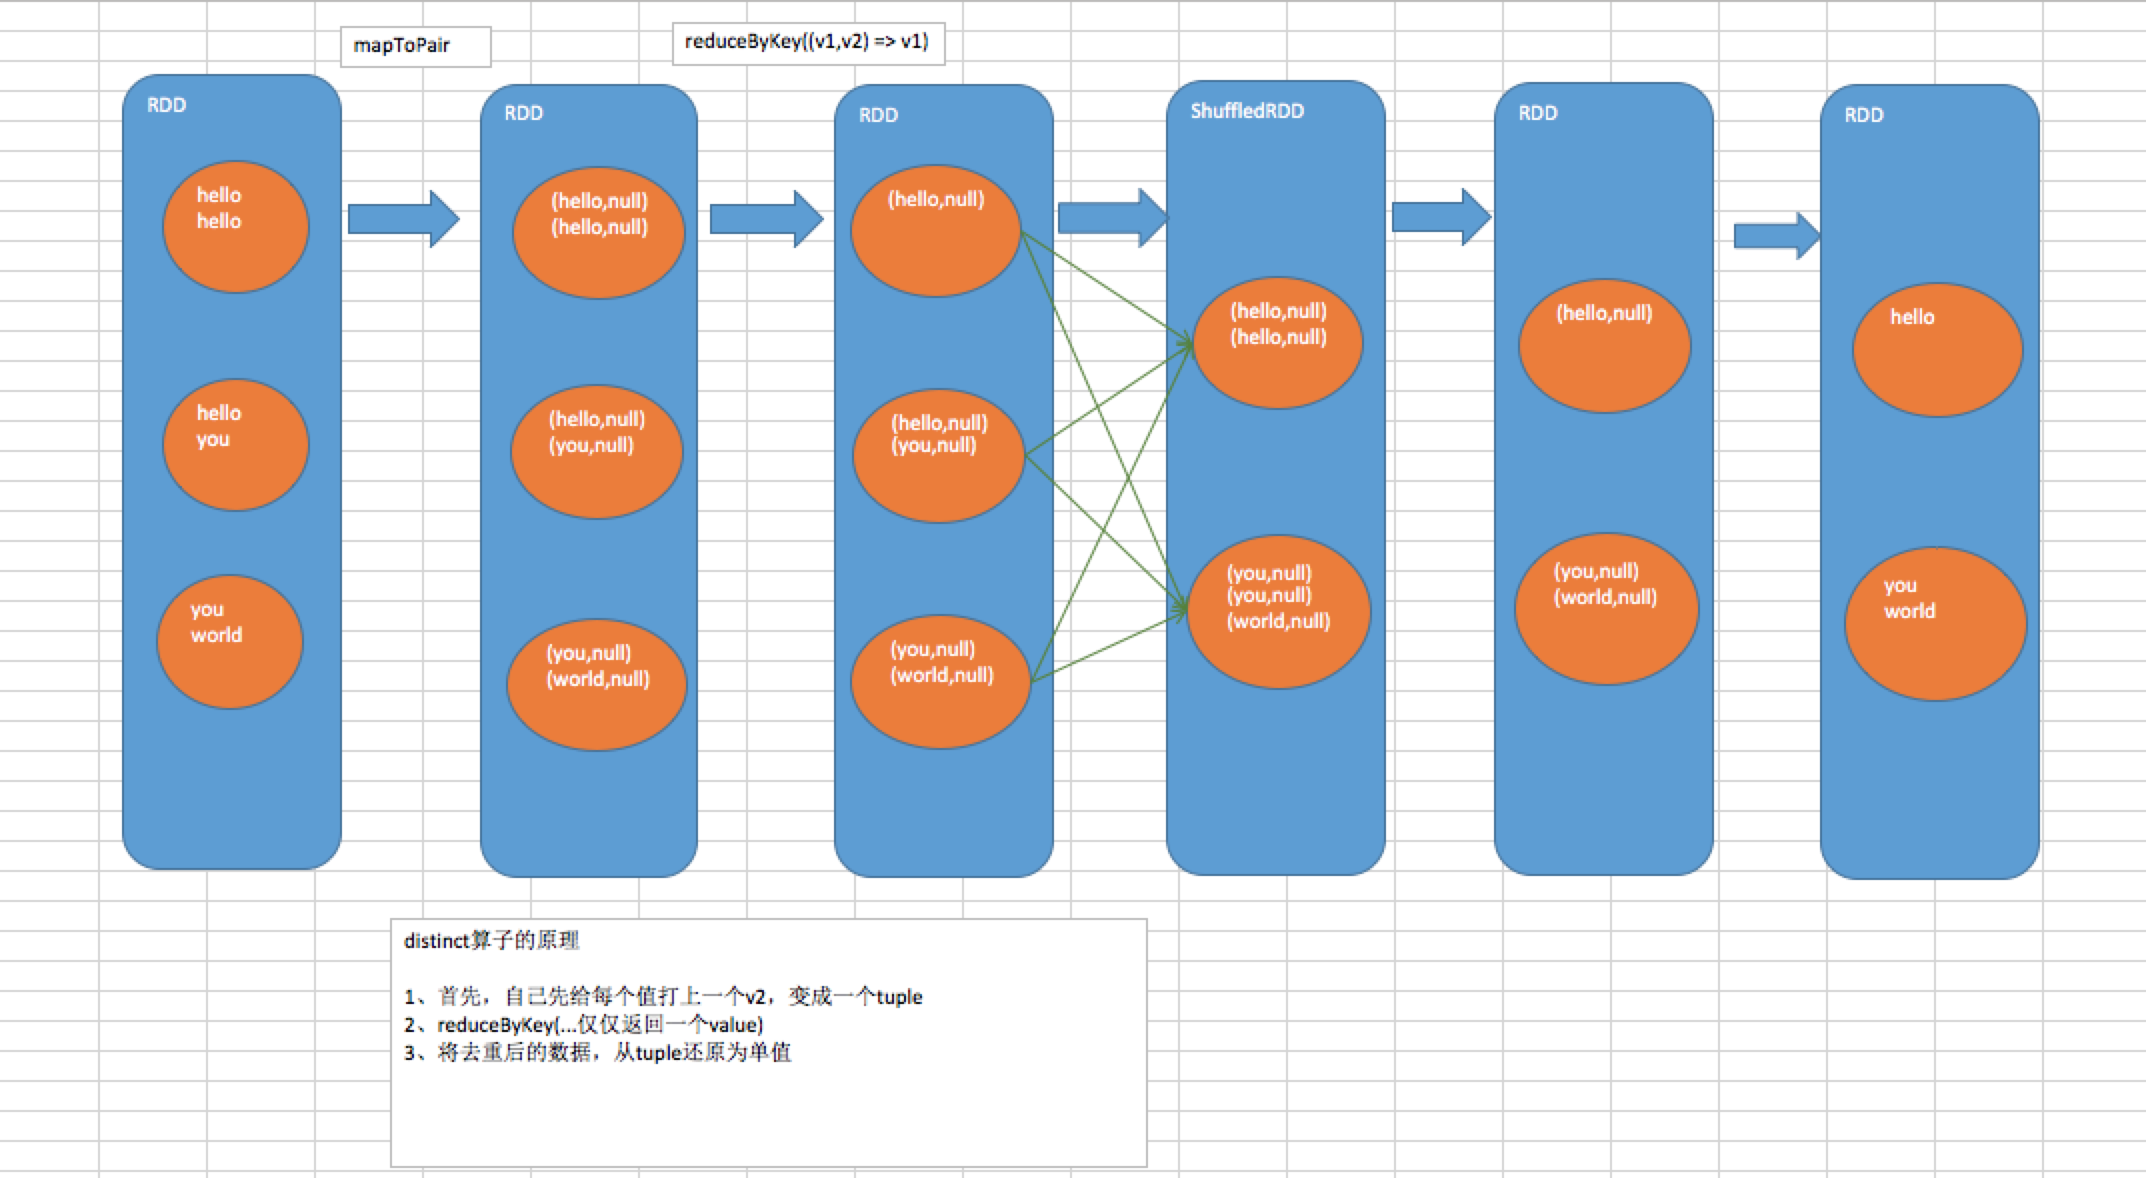 mapToPair
reduceByKey((v1,v2) => v1)
RDD
hello
hello
hello
you
you
world
RDD
(hello,null)
(hello,null)
(hello,null)
(you,null)
(you,null)
(world,null)
RDD
(hello,null)
(hello,null)
(you,null)
(you,null)
(world,null)
ShuffledRDD
(hello,null)
(hello,null)
(you,null)
(you,null)
(world,null)
RDD
(hello,null)
(you,null)
(world,null)
RDD
hello
you
world
distinct算子的原理
1、首先，自己先给每个值打上一个v2，变成一个tuple
2、reduceByKey(...仅仅返回一个value)
3、将去重后的数据，从tuple还原为单值